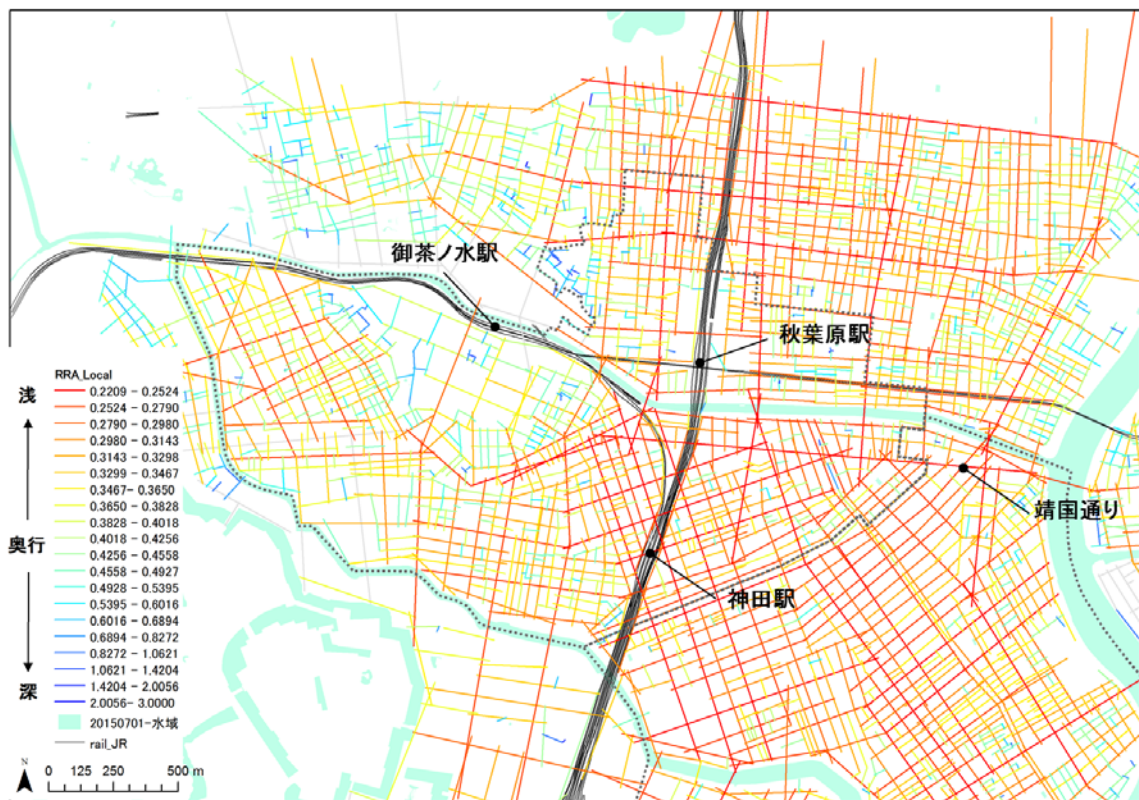 御茶ノ水駅
秋葉原駅
靖国通り
神田駅
RRA_Local
浅
0.2209 - 0.2524
0.2524 - 0.2790
0.2790 - 0.2980
0.2980 - 0.3143
0.3143 - 0.3298
0.3299 - 0.3467
0.3467- 0.3650
0.3650 - 0.3828
0.3828 - 0.4018
0.4018 - 0.4256
奥行
0.4256 - 0.4558
0.4558 - 0.4927
0.4928 - 0.5395
0.5395 - 0.6016
0.6016 - 0.6894
0.6894 - 0.8272
0.8272 - 1.0621
1.0621 - 1.4204
1.4204 - 2.0056
深
2.0056- 3.0000
20150701-水域
rail_JR
N
0 125 250 500 m